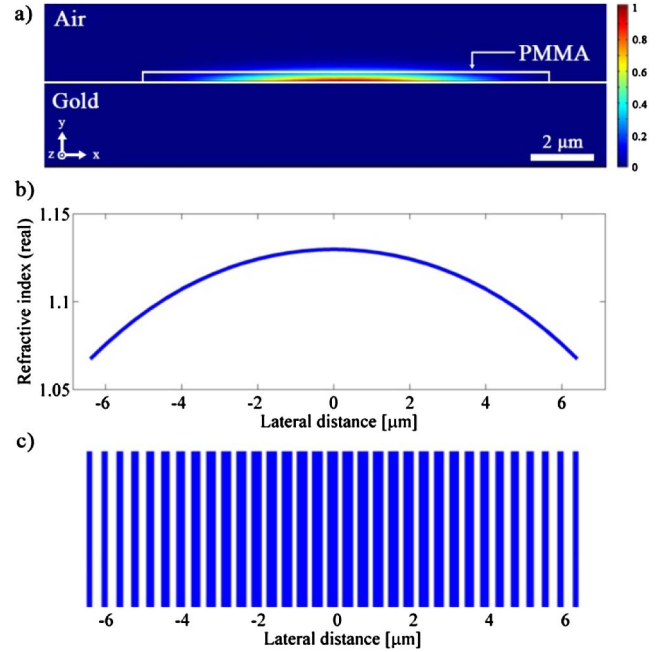 a)
Air
PMMA
Gold
y
z
x
2 μm
1
0.8
0.6
0.4
0.2
0
b)
Refractive index (real)
1.15
1.1
1.05
-6 -4 -2 0 2 4 6
Lateral distance [μm]
c)
-6 -4 -2 0 2 4 6
Lateral distance [μm]